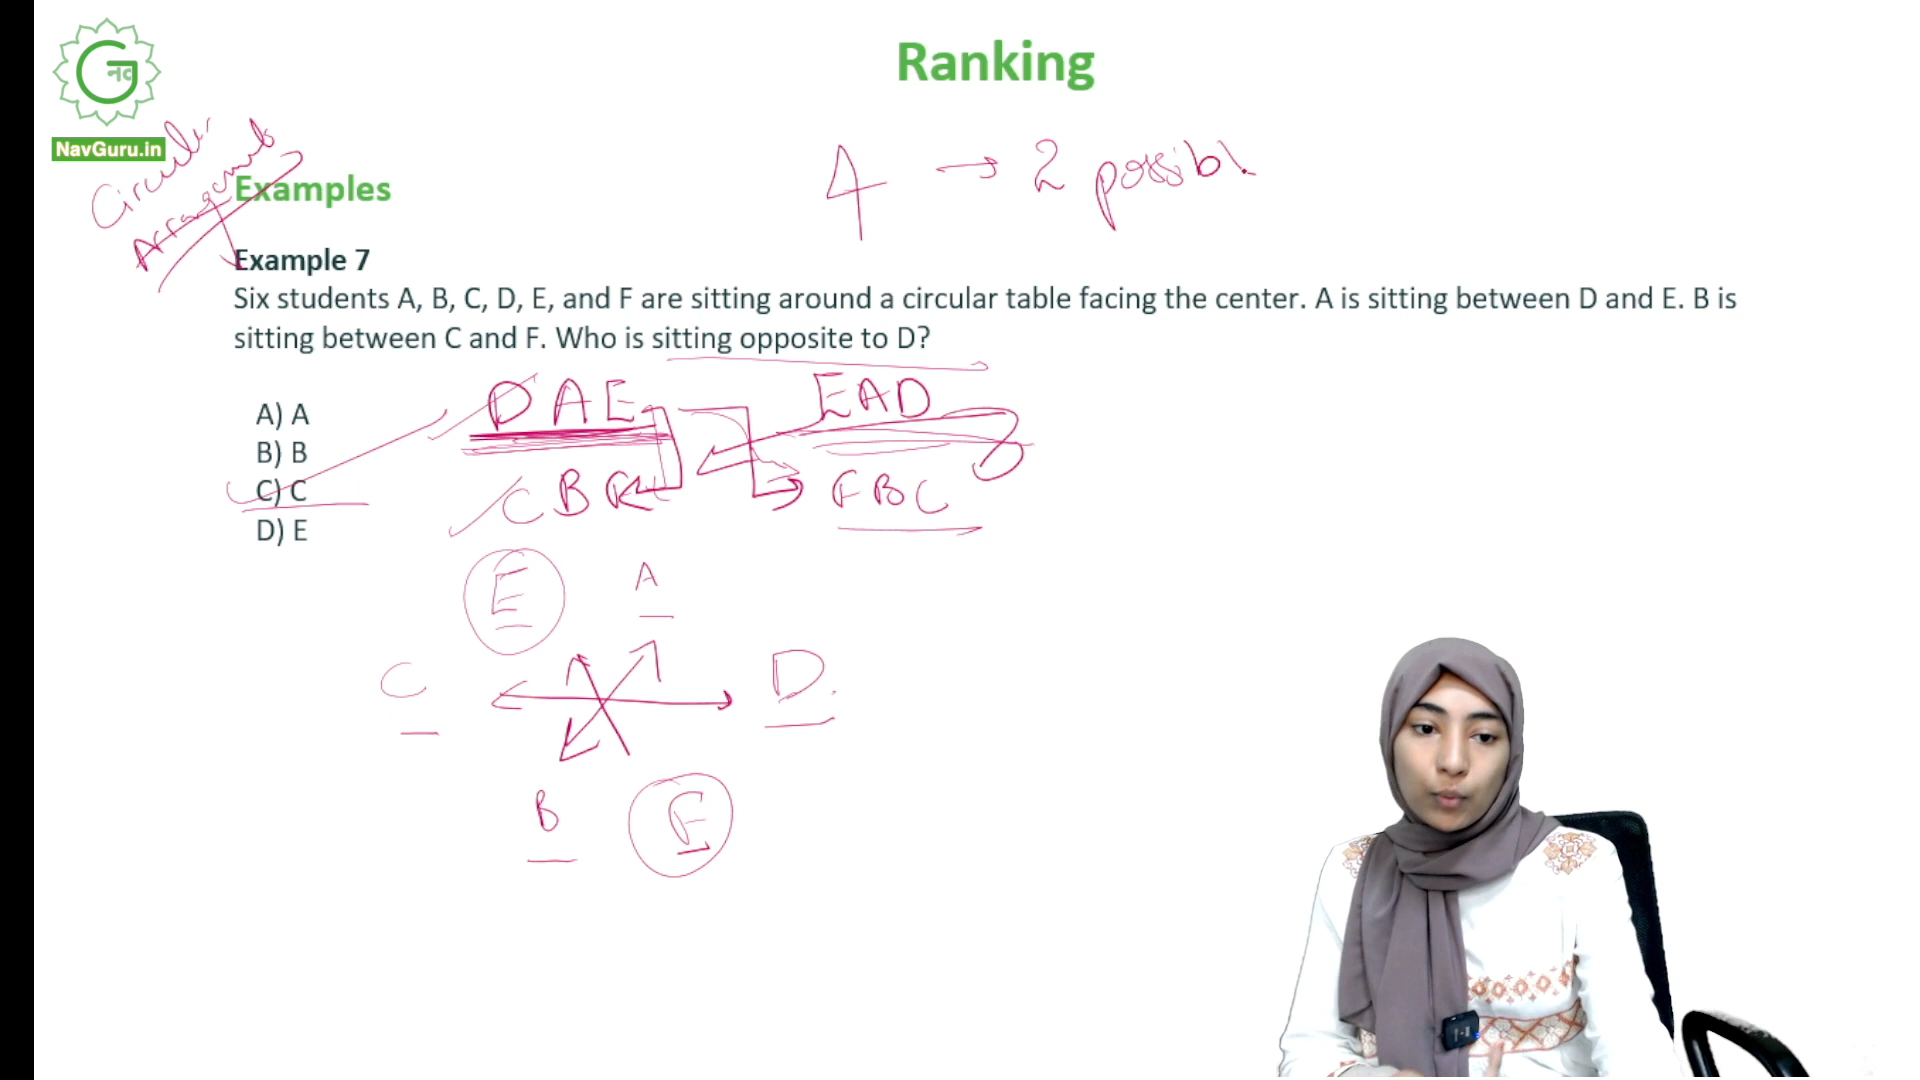 Ranking
नव
NavGuru.in
Circular
Arrangements
4 → 2 possibl
Examples
Example 7
Six students A, B, C, D, E, and F are sitting around a circular table facing the center. A is sitting between D and E. B is
sitting between C and F. Who is sitting opposite to D?
A) A
B) B
C) C
D) E
DAE
EAD
CBF
FBC
E
A
C
D
B
F